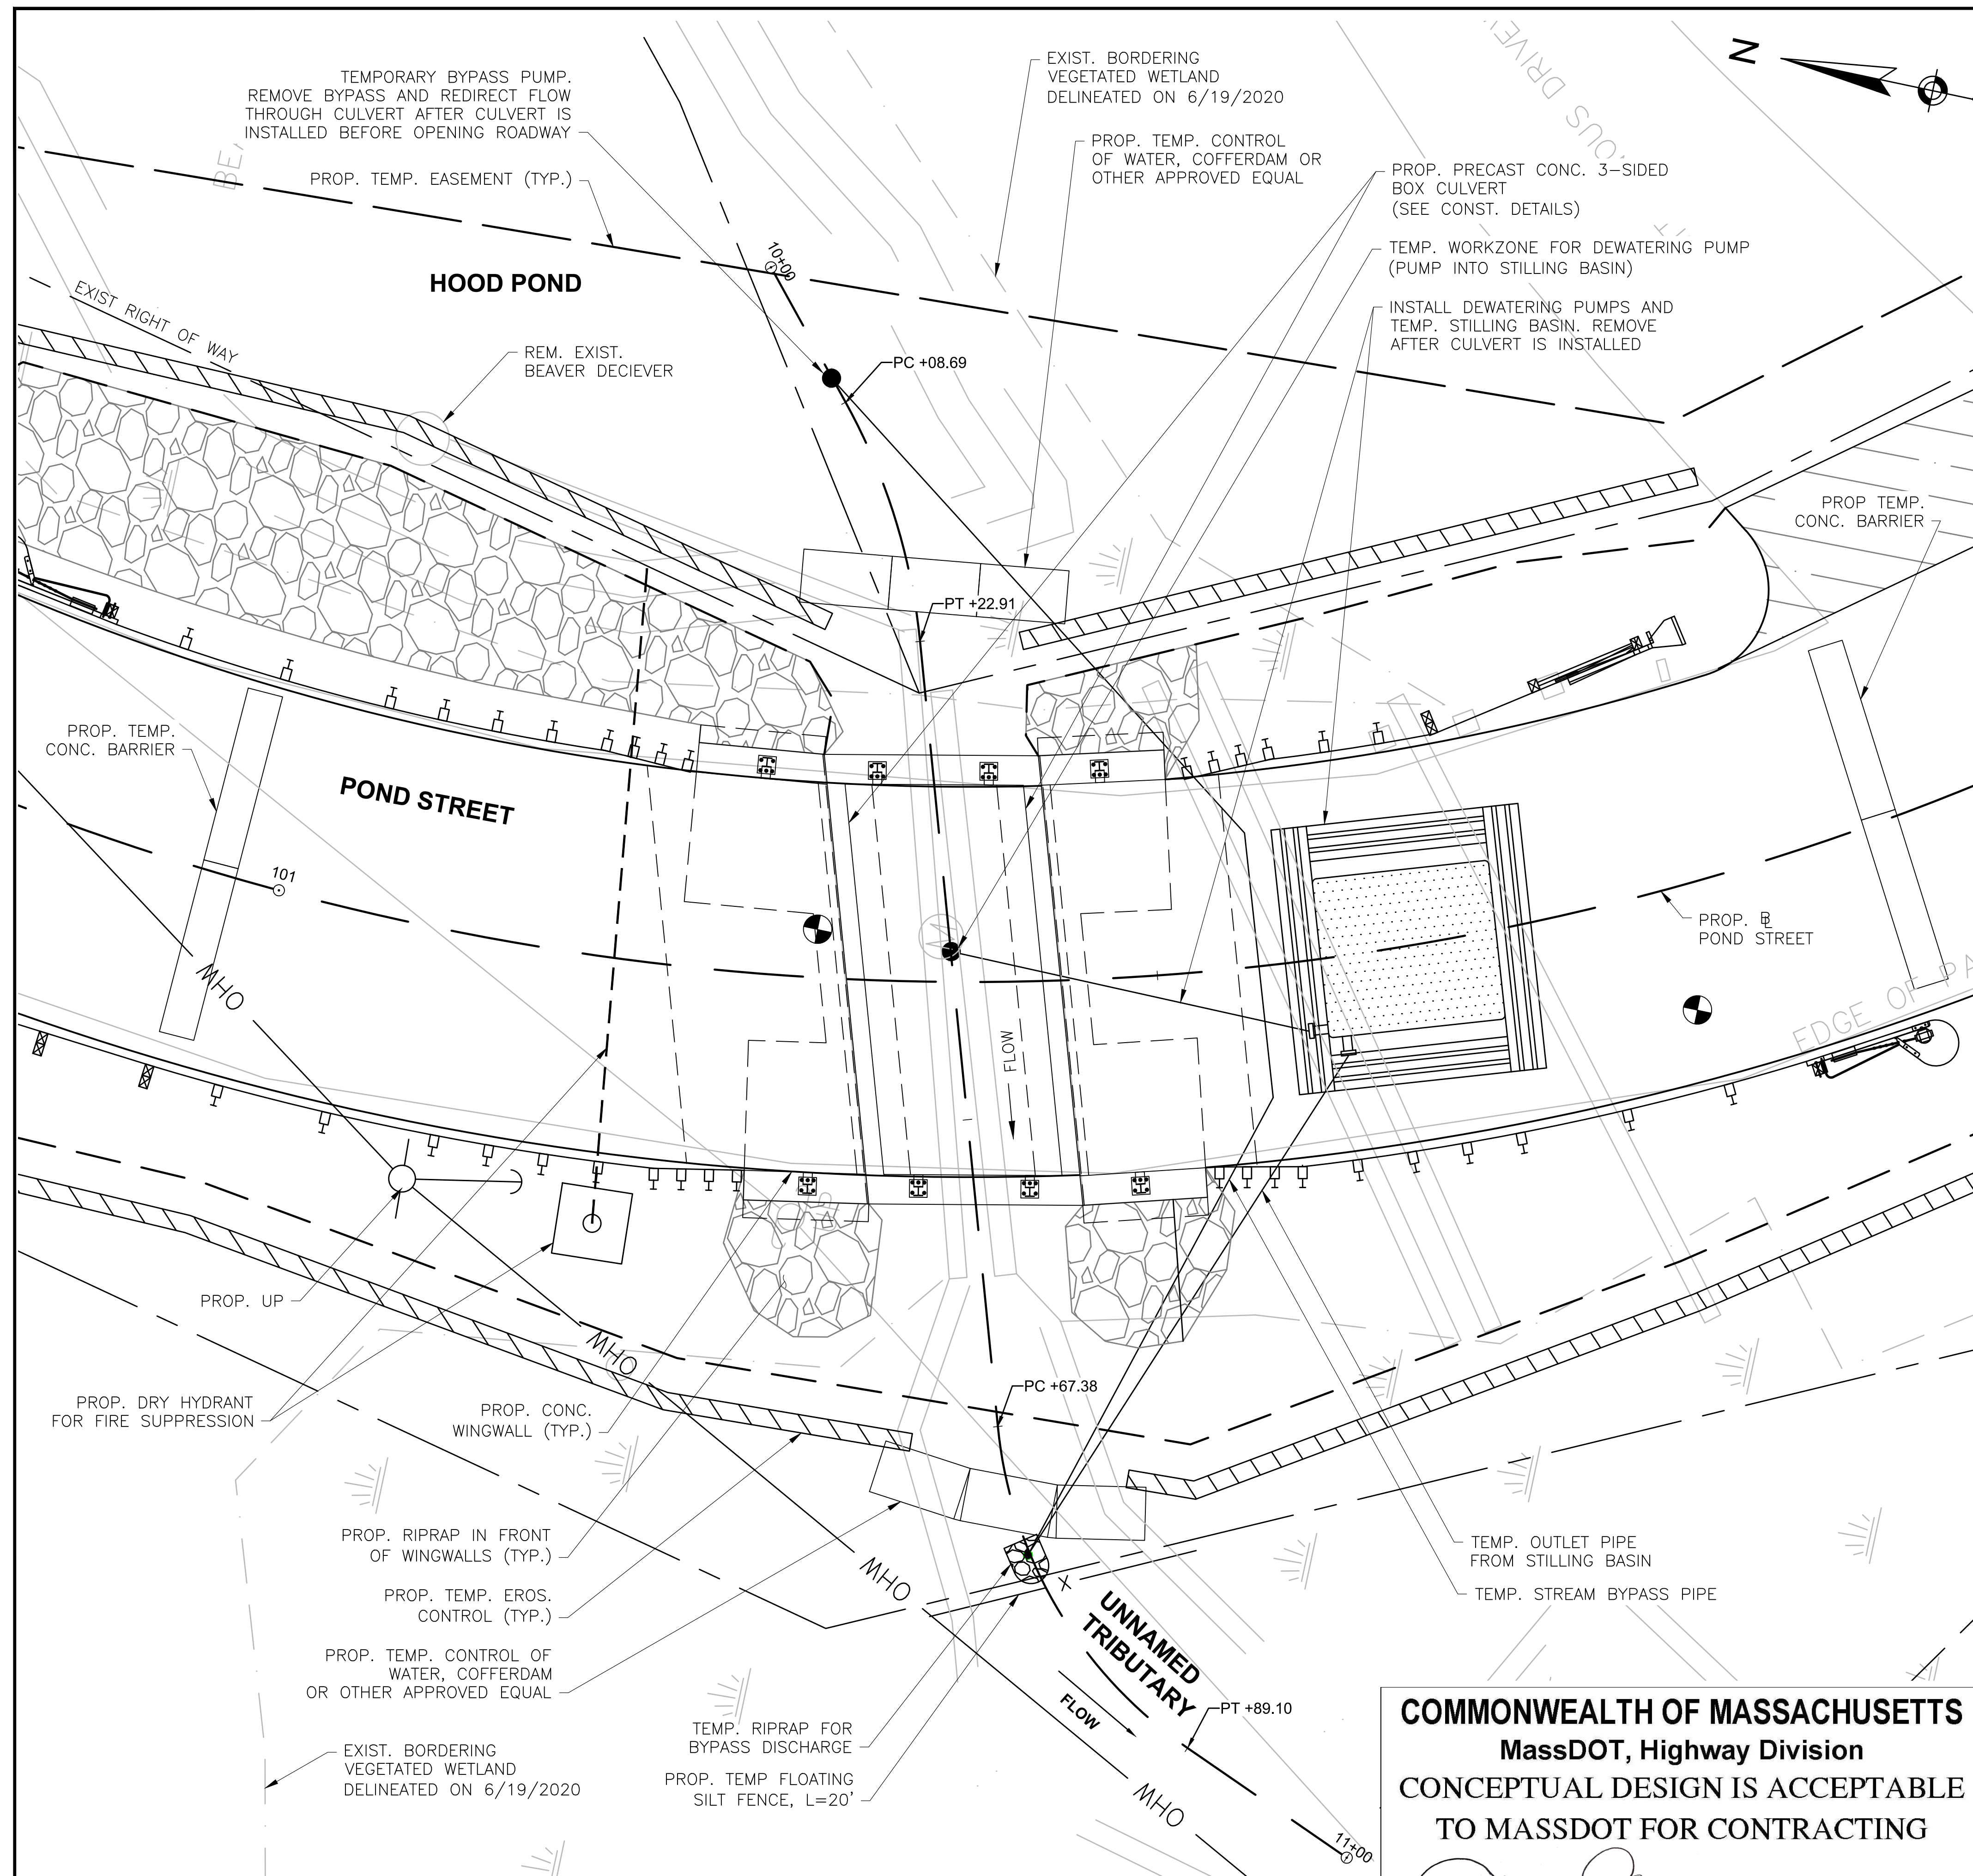 TEMPORARY BYPASS PUMP.
REMOVE BYPASS AND REDIRECT FLOW
THROUGH CULVERT AFTER CULVERT IS
INSTALLED BEFORE OPENING ROADWAY
EXIST. BORDERING
VEGETATED WETLAND
DELINEATED ON 6/19/2020
N
PROP. TEMP. CONTROL
OF WATER, COFFERDAM OR
OTHER APPROVED EQUAL
PROP. PRECAST CONC. 3-SIDED
BOX CULVERT
(SEE CONST. DETAILS)
PROP. TEMP. EASEMENT (TYP.)
TEMP. WORKZONE FOR DEWATERING PUMP
(PUMP INTO STILLING BASIN)
10+00
HOOD POND
INSTALL DEWATERING PUMPS AND
TEMP. STILLING BASIN. REMOVE
AFTER CULVERT IS INSTALLED
EXIST RIGHT OF WAY
REM. EXIST.
BEAVER DECIEVER
PC +08.69
PROP TEMP.
CONC. BARRIER
PT +22.91
PROP. TEMP.
CONC. BARRIER
POND STREET
101
PROP. ⅊
POND STREET
OHW
EDGE OF PA
FLOW
PROP. UP
OHW
PC +67.38
PROP. DRY HYDRANT
FOR FIRE SUPPRESSION
PROP. CONC.
WINGWALL (TYP.)
PROP. RIPRAP IN FRONT
OF WINGWALLS (TYP.)
TEMP. OUTLET PIPE
FROM STILLING BASIN
OHW
X
PROP. TEMP. EROS.
CONTROL (TYP.)
TEMP. STREAM BYPASS PIPE
UNNAMED
TRIBUTARY
PROP. TEMP. CONTROL OF
WATER, COFFERDAM
OR OTHER APPROVED EQUAL
FLOW
PT +89.10
TEMP. RIPRAP FOR
BYPASS DISCHARGE
EXIST. BORDERING
VEGETATED WETLAND
DELINEATED ON 6/19/2020
PROP. TEMP FLOATING
SILT FENCE, L=20'
OHW
11+00
COMMONWEALTH OF MASSACHUSETTS
MassDOT, Highway Division
CONCEPTUAL DESIGN IS ACCEPTABLE
TO MASSDOT FOR CONTRACTING